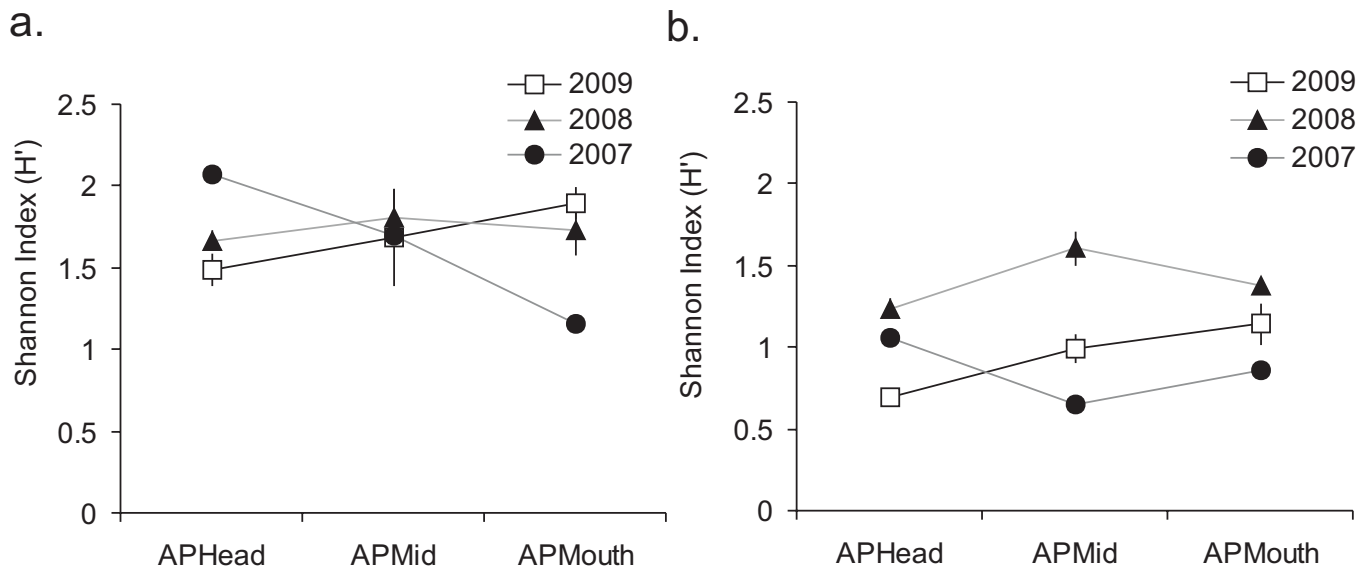 a.
2009
2008
2007
Shannon Index (H')
2.5
2
1.5
1
0.5
0
APHead
APMid
APMouth
b.
2009
2008
2007
Shannon Index (H')
2.5
2
1.5
1
0.5
0
APHead
APMid
APMouth